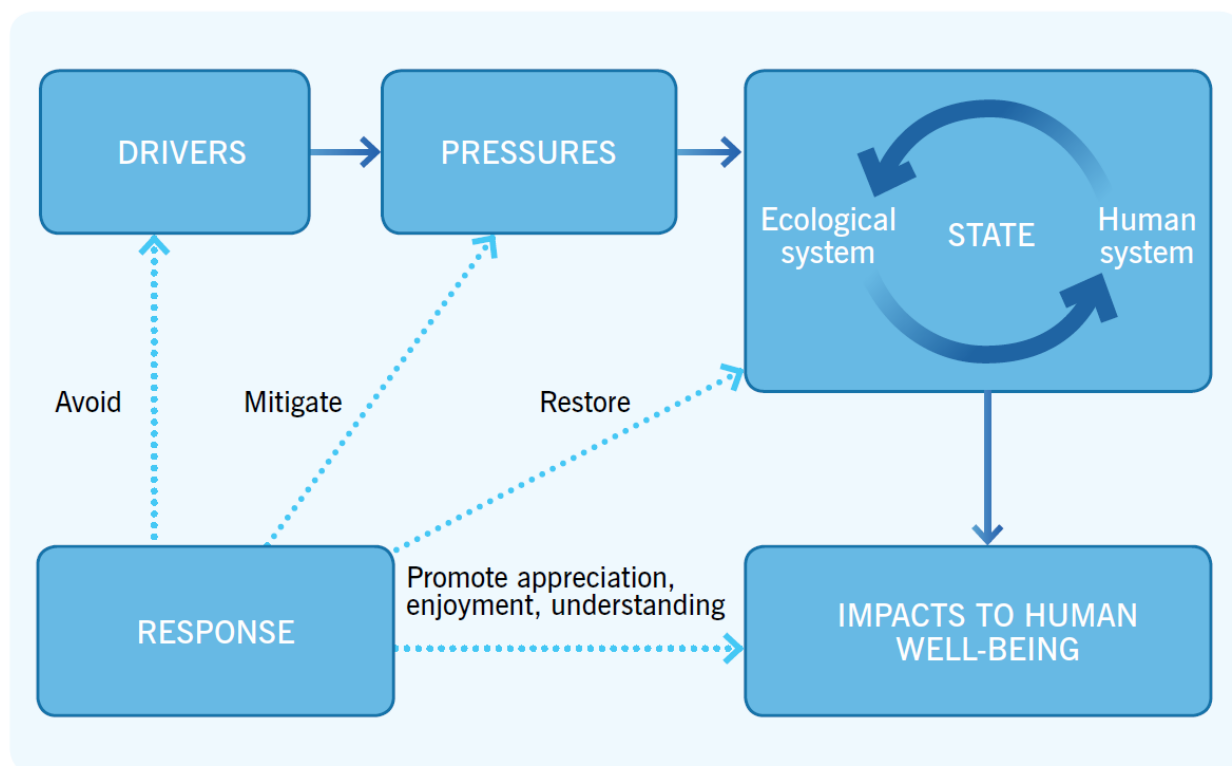 DRIVERS
PRESSURES
Ecological
system
STATE
Human
system
Avoid
Mitigate
Restore
Promote appreciation,
enjoyment, understanding
RESPONSE
IMPACTS TO HUMAN
WELL-BEING